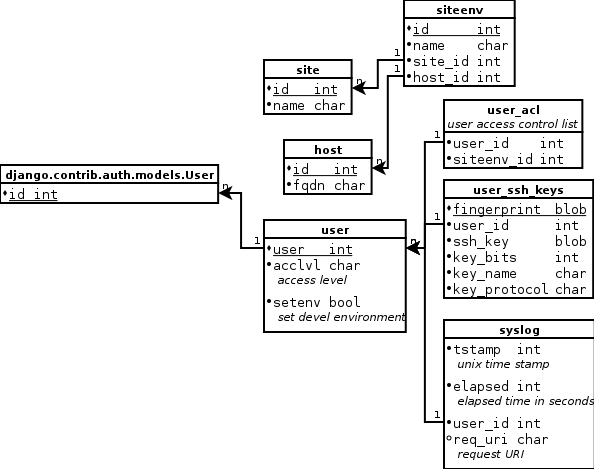 siteenv
id int
name char
site_id int
host_id int
1
1
site
id int
name char
n
host
id int
fqdn char
n
user_acl
user access control list
user_id int
siteenv_id int
1
django.contrib.auth.models.User
id int
n
user_ssh_keys
fingerprint blob
user_id int
ssh_key blob
key_bits int
key_name char
key_protocol char
1
user
user int
acclvl char
access level
setenv bool
set devel environment
1
n
syslog
tstamp int
unix time stamp
elapsed int
elapsed time in seconds
user_id int
req_uri char
request URI
1